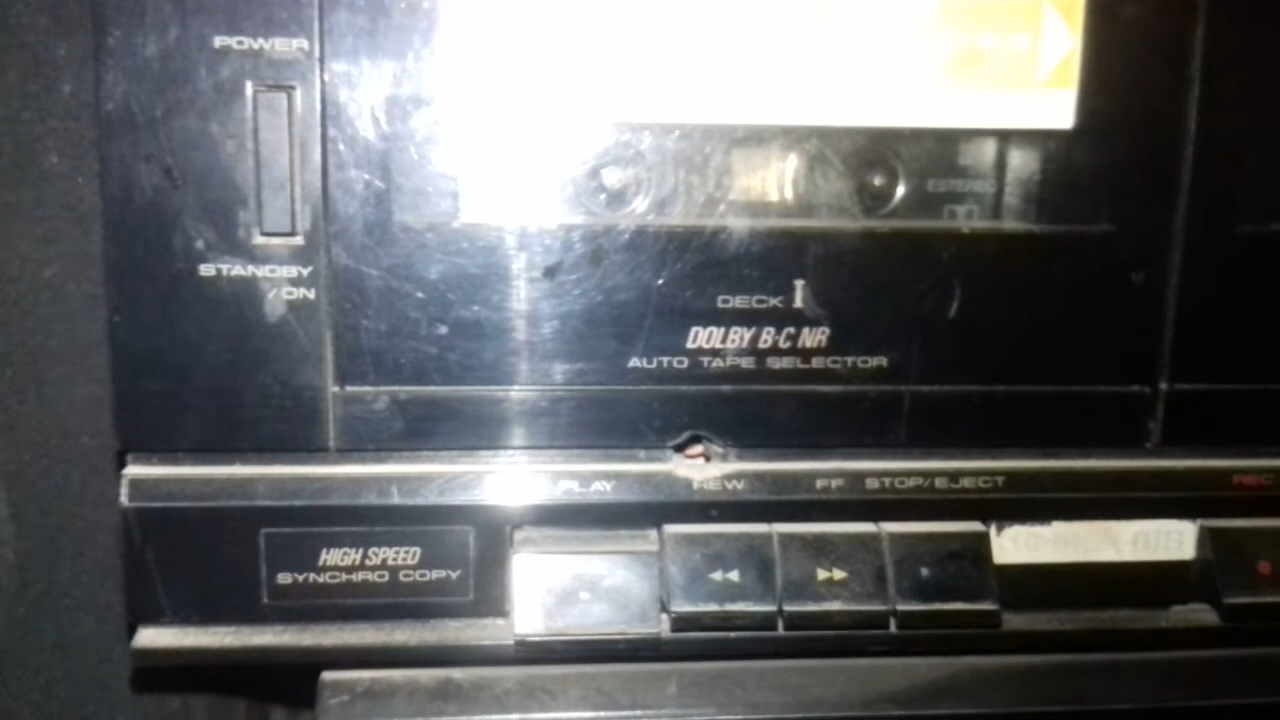 POWER
ESTEREO
STANDBY
/ON
DECK I
DOLBY B·C NR
AUTO TAPE SELECTOR
PLAY REW FF STOP/EJECT REC
HIGH SPEED
SYNCHRO COPY